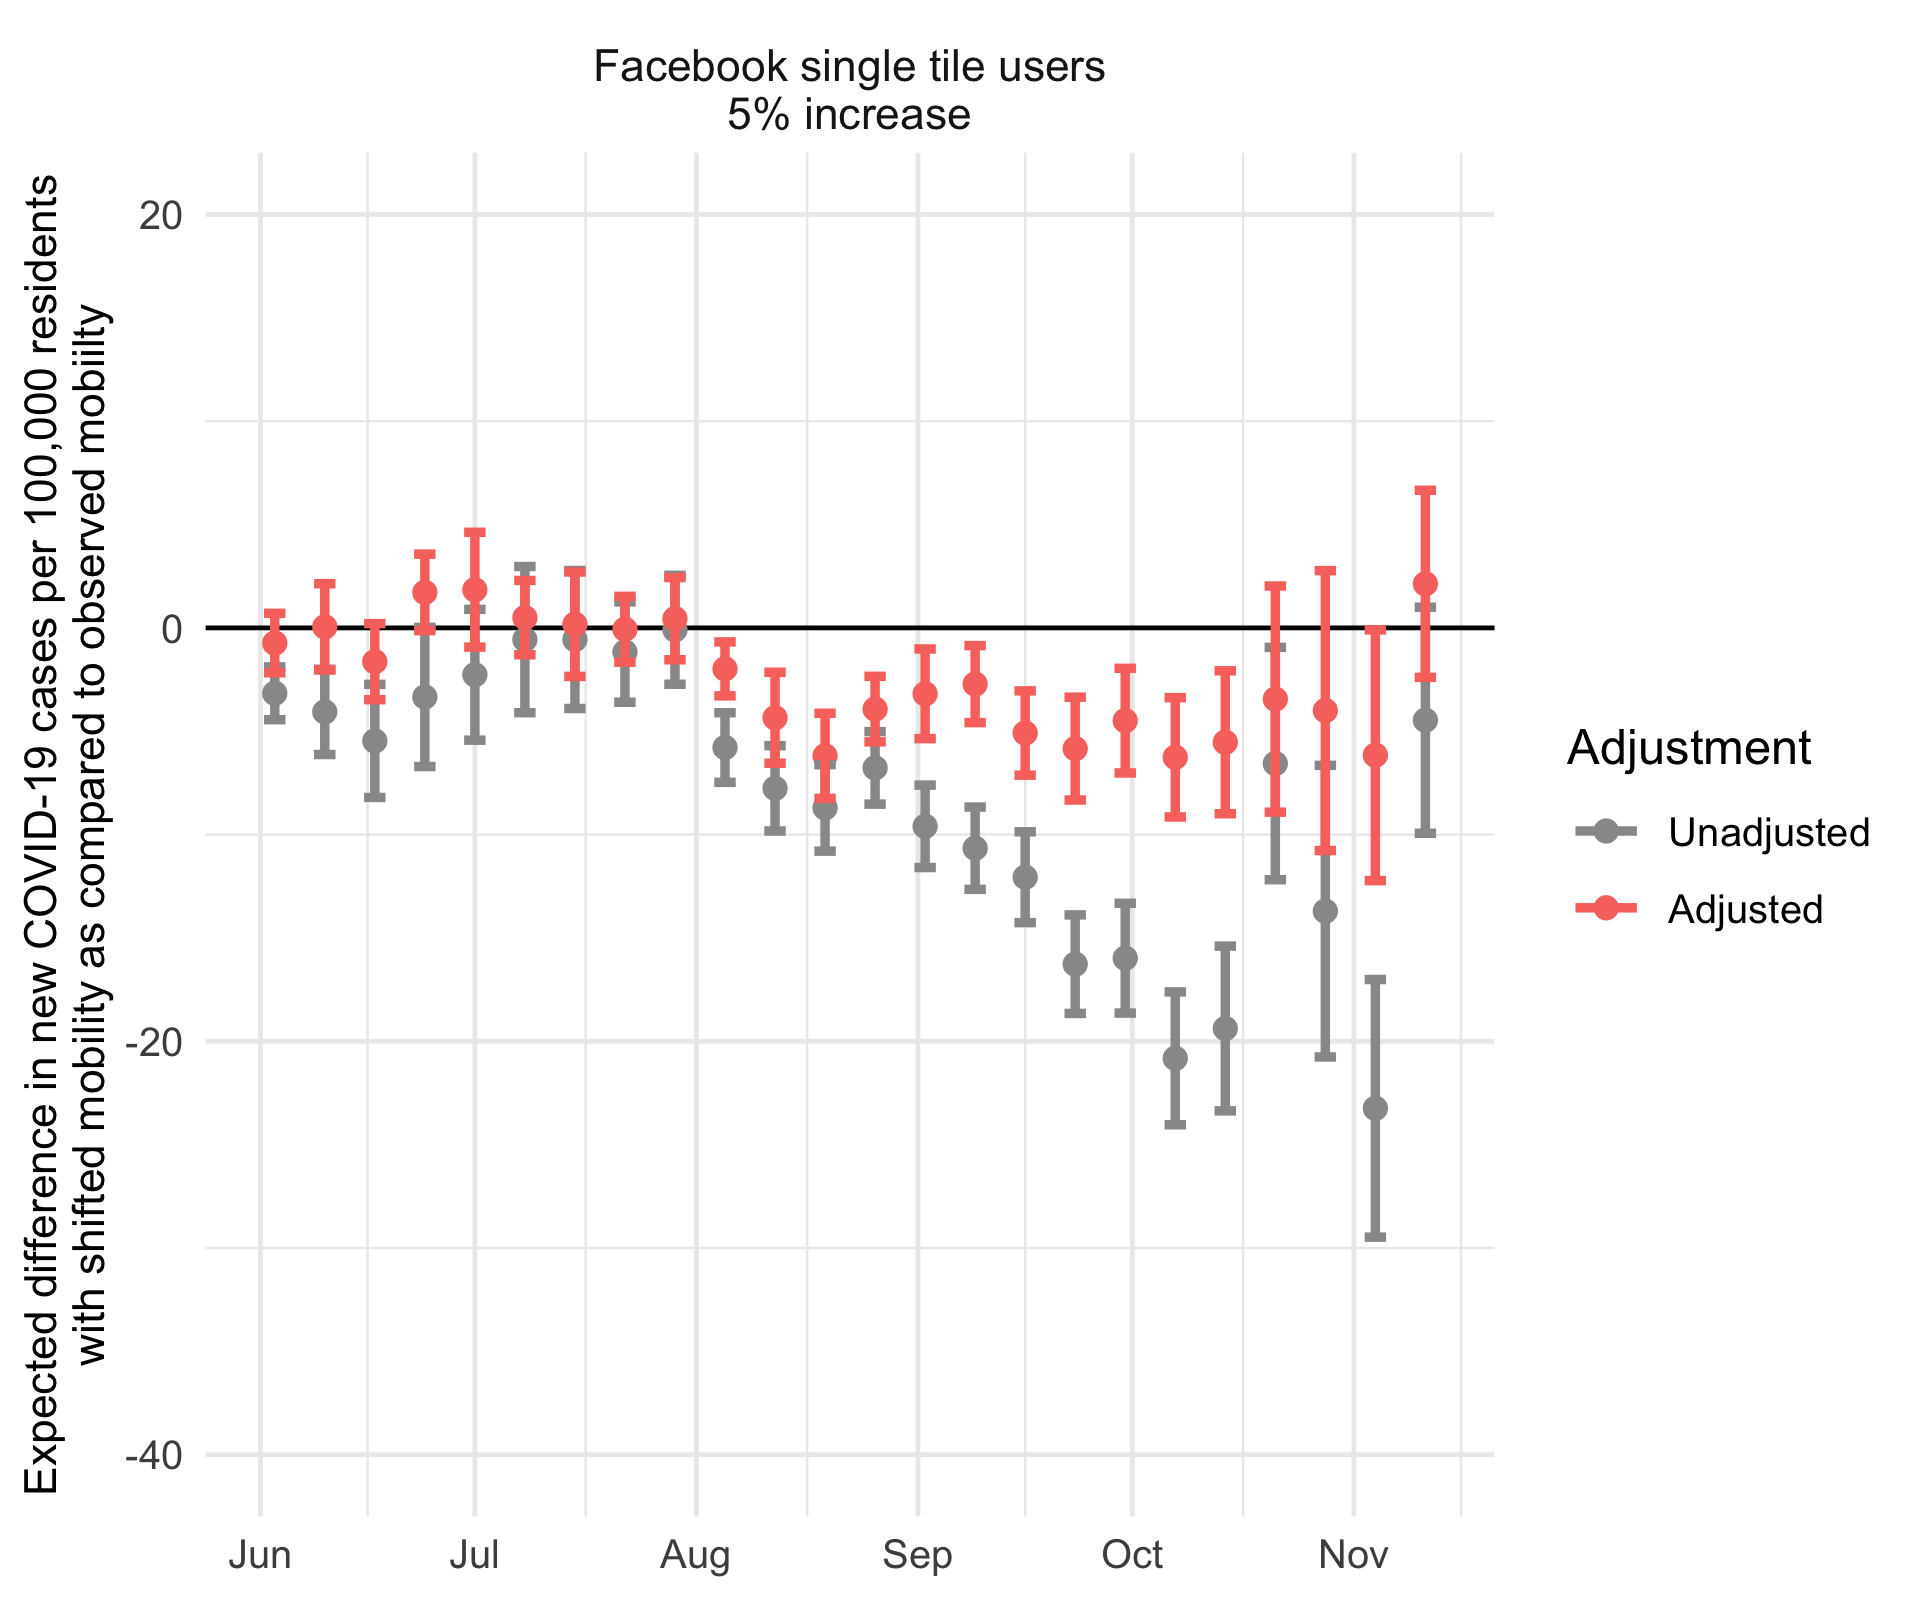 Facebook single tile users
5% increase
Expected difference in new COVID-19 cases per 100,000 residents
with shifted mobility as compared to observed mobiilty
20
0
-20
-40
Jun
Jul
Aug
Sep
Oct
Nov
Adjustment
Unadjusted
Adjusted